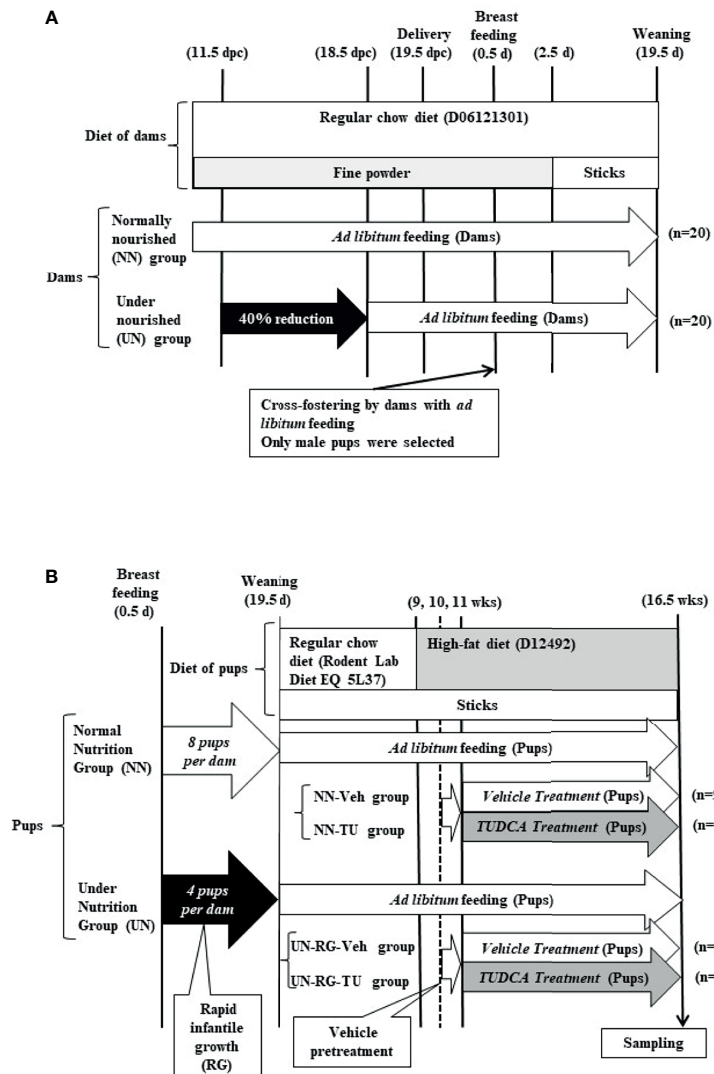 A
Breast
Delivery feeding Weaning
(11.5 dpc) (18.5 dpc) (19.5 dpc) (0.5 d) (2.5 d) (19.5 d)
Regular chow diet (D06121301)
Diet of dams
Fine powder Sticks
Normally
nourished
(NN) group
Ad libitum feeding (Dams)
(n=20)
Dams
Under
nourished
(UN) group
40% reduction
Ad libitum feeding (Dams)
(n=20)
Cross-fostering by dams with ad
libitum feeding
Only male pups were selected
B
Breast
feeding
(0.5 d)
Weaning
(19.5 d)
(9, 10, 11 wks)
(16.5 wks)
Diet of pups
Regular chow
diet (Rodent Lab
Diet EQ 5L37)
High-fat diet (D12492)
Sticks
Pups
Normal
Nutrition
Group (NN)
8 pups
per dam
Ad libitum feeding (Pups)
NN-Veh group
Vehicle Treatment (Pups)
(n=
NN-TU group
TUDCA Treatment (Pups)
(n=
Under
Nutrition
Group (UN)
4 pups
per dam
Ad libitum feeding (Pups)
UN-RG-Veh group
Vehicle Treatment (Pups)
(n=
UN-RG-TU group
TUDCA Treatment (Pups)
(n=
Rapid
infantile
growth
(RG)
Vehicle
pretreatment
Sampling